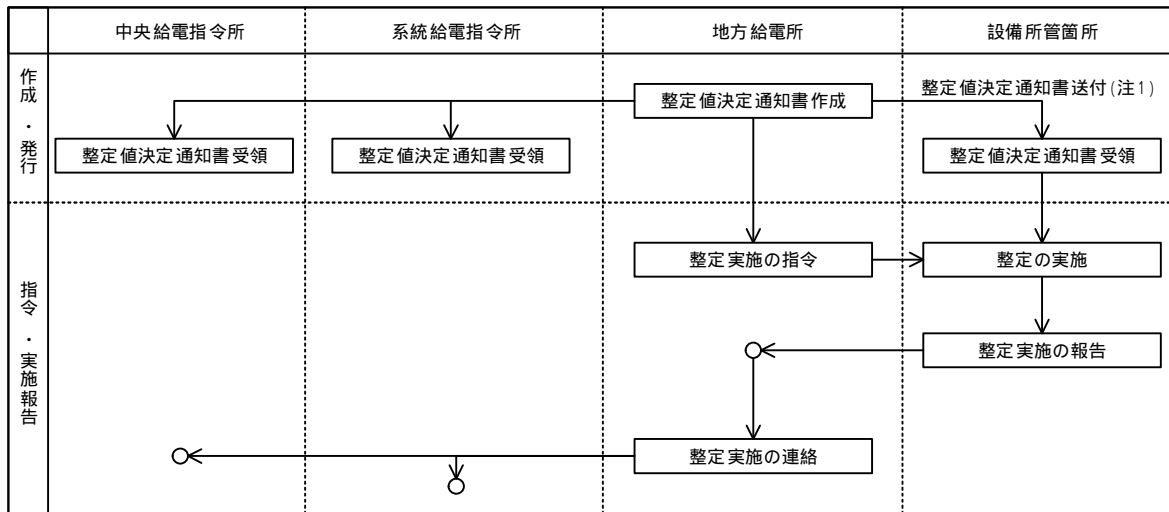 中央給電指令所
系統給電指令所
地方給電所
設備所管箇所
作成・発行
整定値決定通知書作成
整定値決定通知書送付(注1)
整定値決定通知書受領
整定値決定通知書受領
整定値決定通知書受領
指令・実施報告
整定実施の指令
整定の実施
整定実施の報告
整定実施の連絡